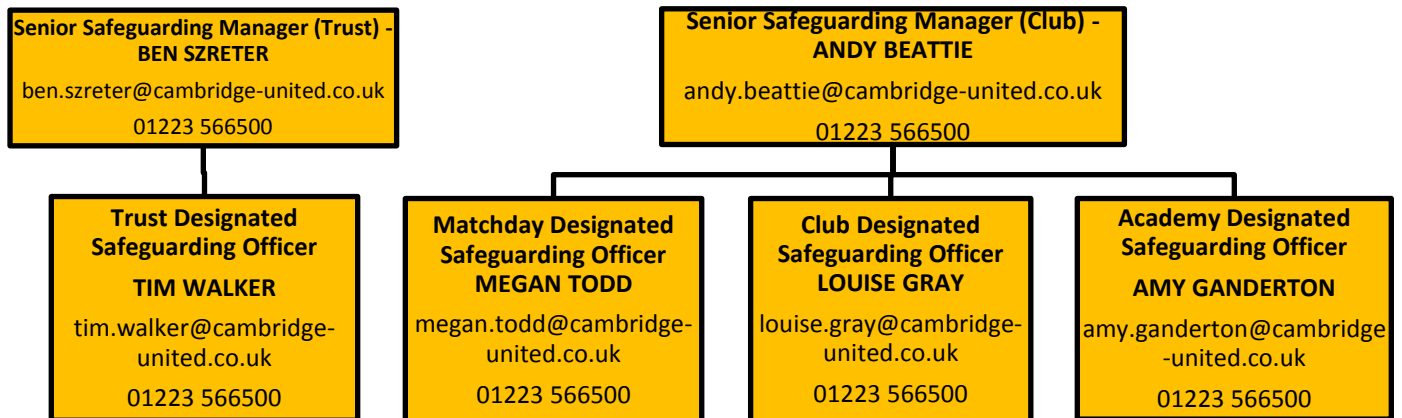 Senior Safeguarding Manager (Trust) -
BEN SZRETER
ben.szreter@cambridge-united.co.uk
01223 566500
Senior Safeguarding Manager (Club) -
ANDY BEATTIE
andy.beattie@cambridge-united.co.uk
01223 566500
Trust Designated
Safeguarding Officer
TIM WALKER
tim.walker@cambridge-
united.co.uk
01223 566500
Matchday Designated
Safeguarding Officer
MEGAN TODD
megan.todd@cambridge-
united.co.uk
01223 566500
Club Designated
Safeguarding Officer
LOUISE GRAY
louise.gray@cambridge-
united.co.uk
01223 566500
Academy Designated
Safeguarding Officer
AMY GANDERTON
amy.ganderton@cambridge
-united.co.uk
01223 566500